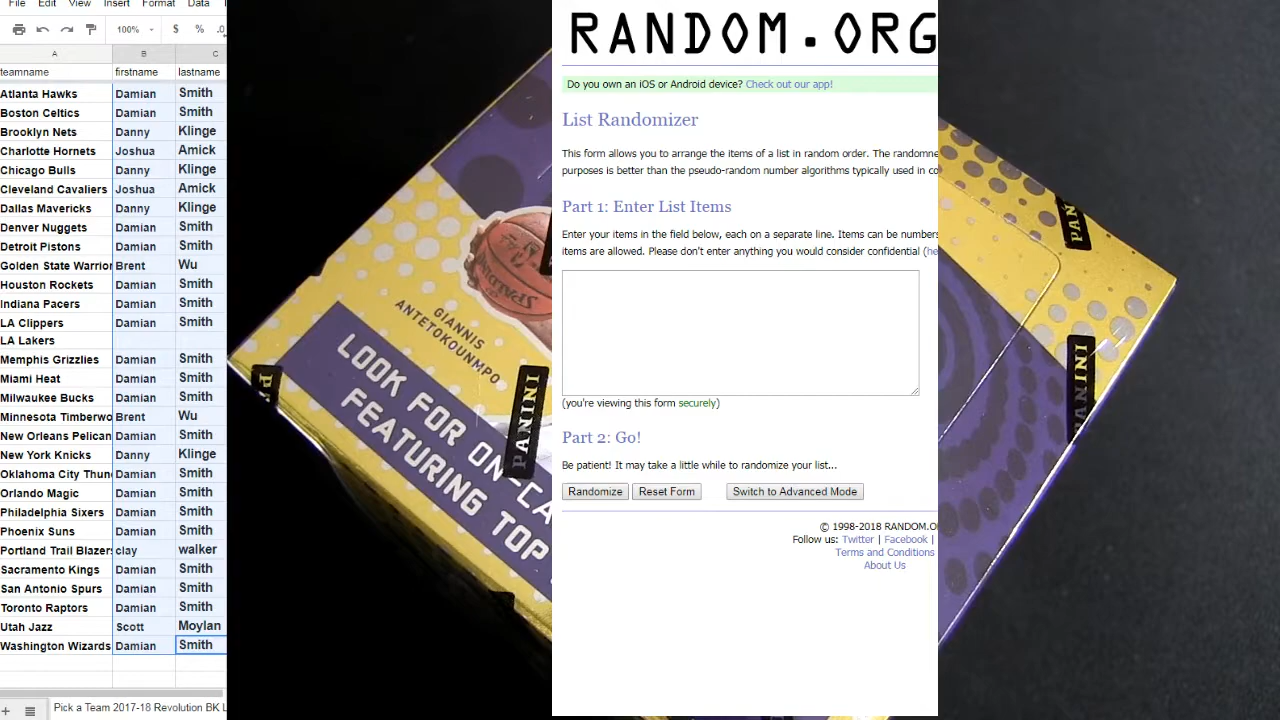 File Edit View Insert Format Data
100% $ % .0
A B C
teamname firstname lastname
Atlanta Hawks Damian Smith
Boston Celtics Damian Smith
Brooklyn Nets Danny Klinge
Charlotte Hornets Joshua Amick
Chicago Bulls Danny Klinge
Cleveland Cavaliers Joshua Amick
Dallas Mavericks Danny Klinge
Denver Nuggets Damian Smith
Detroit Pistons Damian Smith
Golden State Warrior Brent Wu
Houston Rockets Damian Smith
Indiana Pacers Damian Smith
LA Clippers Damian Smith
LA Lakers
Memphis Grizzlies Damian Smith
Miami Heat Damian Smith
Milwaukee Bucks Damian Smith
Minnesota Timberwo Brent Wu
New Orleans Pelican Damian Smith
New York Knicks Danny Klinge
Oklahoma City Thun Damian Smith
Orlando Magic Damian Smith
Philadelphia Sixers Damian Smith
Phoenix Suns Damian Smith
Portland Trail Blazers clay walker
Sacramento Kings Damian Smith
San Antonio Spurs Damian Smith
Toronto Raptors Damian Smith
Utah Jazz Scott Moylan
Washington Wizards Damian Smith
Pick a Team 2017-18 Revolution BK L
SPALDING
GIANNIS
ANTETOKOUNMPO
LOOK FOR ON-CA
FEATURING TOP
PANINI
RANDOM.ORG
Do you own an iOS or Android device? Check out our app!
List Randomizer
This form allows you to arrange the items of a list in random order. The randomne
purposes is better than the pseudo-random number algorithms typically used in co
Part 1: Enter List Items
Enter your items in the field below, each on a separate line. Items can be numbers
items are allowed. Please don't enter anything you would consider confidential (he
(you're viewing this form securely)
Part 2: Go!
Be patient! It may take a little while to randomize your list...
Randomize Reset Form Switch to Advanced Mode
© 1998-2018 RANDOM.OR
Follow us: Twitter | Facebook |
Terms and Conditions
About Us
PANI
PANINI